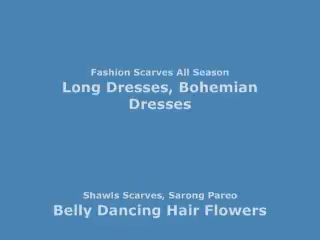 Fashion Scarves All Season
Long Dresses, Bohemian
Dresses
Shawls Scarves, Sarong Pareo
Belly Dancing Hair Flowers